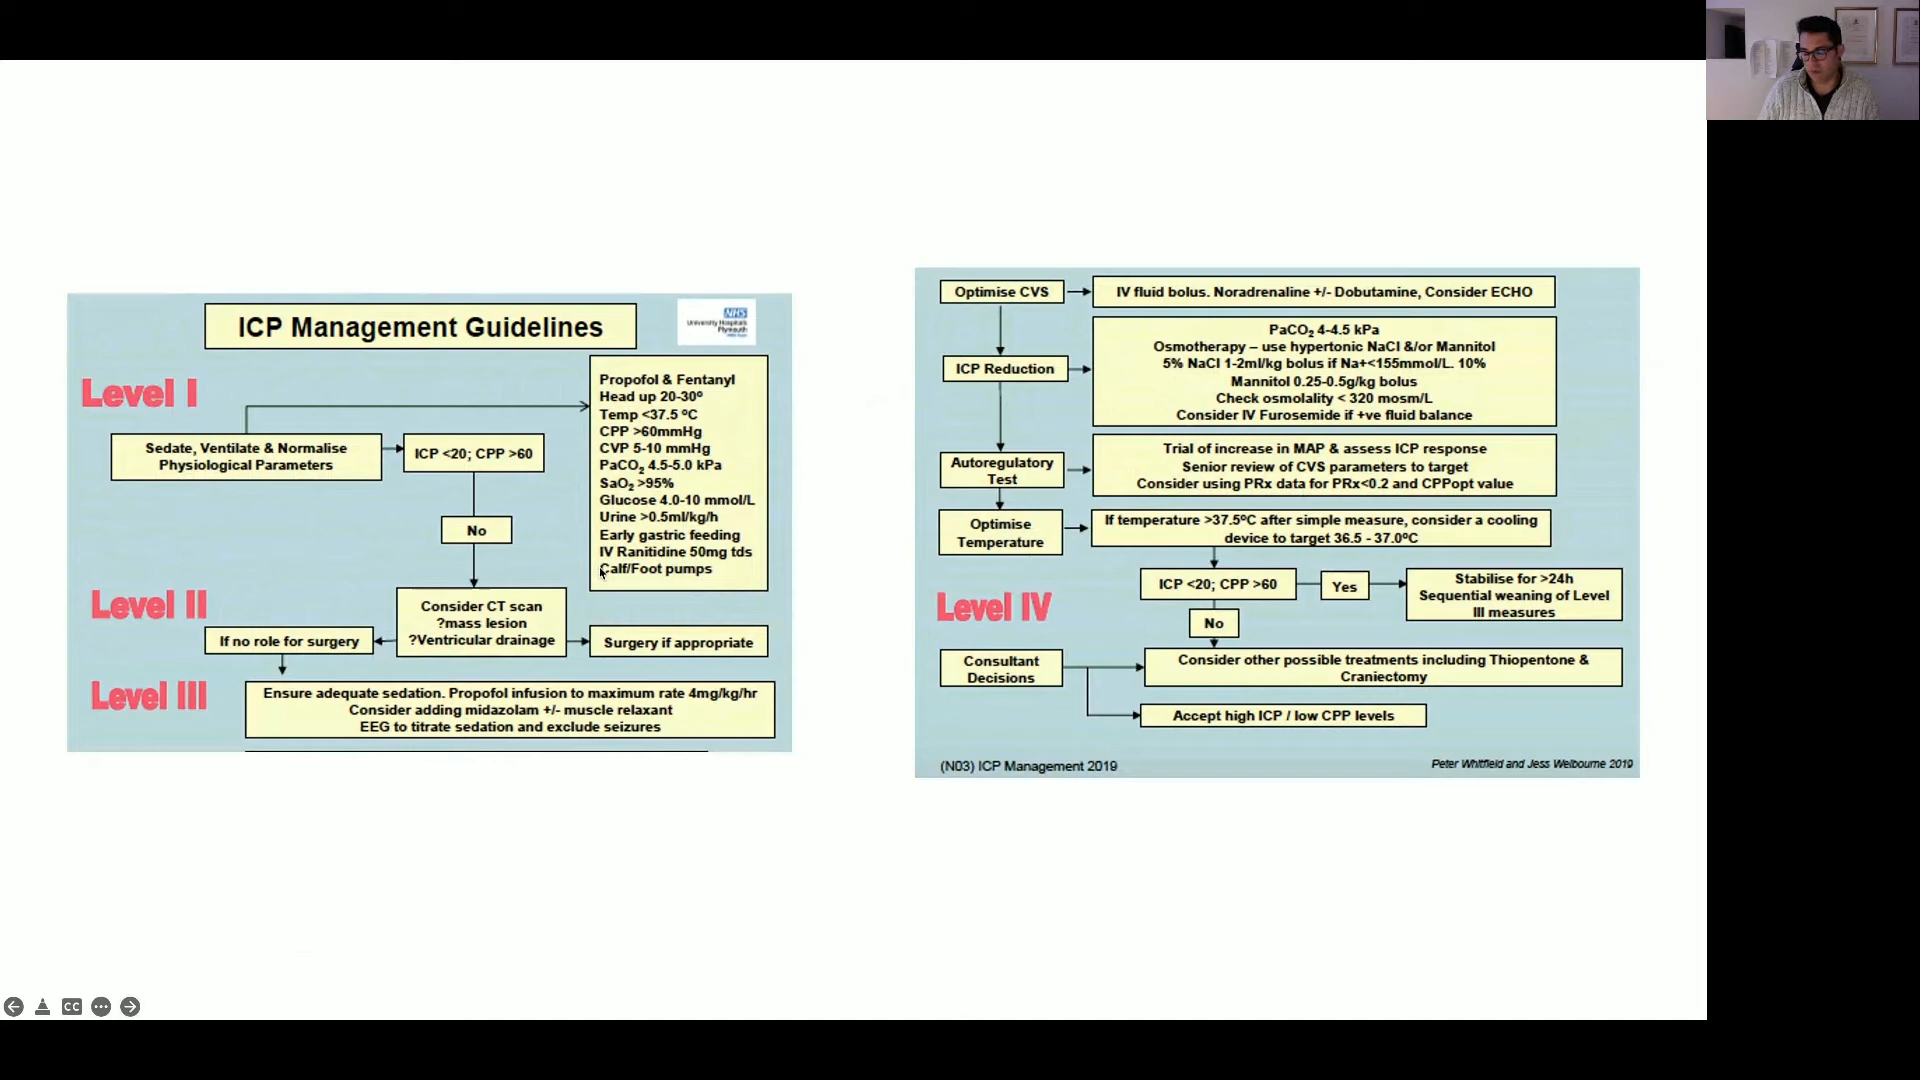 ICP Management Guidelines
NHS
University Hospitals
Plymouth
Level I
Sedate, Ventilate & Normalise
Physiological Parameters
ICP <20; CPP >60
Propofol & Fentanyl
Head up 20-30º
Temp <37.5 ºC
CPP >60mmHg
CVP 5-10 mmHg
PaCO₂ 4.5-5.0 kPa
SaO₂ >95%
Glucose 4.0-10 mmol/L
Urine >0.5ml/kg/h
Early gastric feeding
IV Ranitidine 50mg tds
Calf/Foot pumps
No
Level II
Consider CT scan
?mass lesion
?Ventricular drainage
If no role for surgery
Surgery if appropriate
Level III
Ensure adequate sedation. Propofol infusion to maximum rate 4mg/kg/hr
Consider adding midazolam +/- muscle relaxant
EEG to titrate sedation and exclude seizures
Optimise CVS
IV fluid bolus. Noradrenaline +/- Dobutamine, Consider ECHO
ICP Reduction
PaCO₂ 4-4.5 kPa
Osmotherapy – use hypertonic NaCl &/or Mannitol
5% NaCl 1-2ml/kg bolus if Na+<155mmol/L. 10%
Mannitol 0.25-0.5g/kg bolus
Check osmolality < 320 mosm/L
Consider IV Furosemide if +ve fluid balance
Autoregulatory
Test
Trial of increase in MAP & assess ICP response
Senior review of CVS parameters to target
Consider using PRx data for PRx<0.2 and CPPopt value
Optimise
Temperature
If temperature >37.5ºC after simple measure, consider a cooling
device to target 36.5 - 37.0ºC
ICP <20; CPP >60
Yes
Stabilise for >24h
Sequential weaning of Level
III measures
Level IV
No
Consultant
Decisions
Consider other possible treatments including Thiopentone &
Craniectomy
Accept high ICP / low CPP levels
(N03) ICP Management 2019
Peter Whitfield and Jess Welbourne 2019
CC